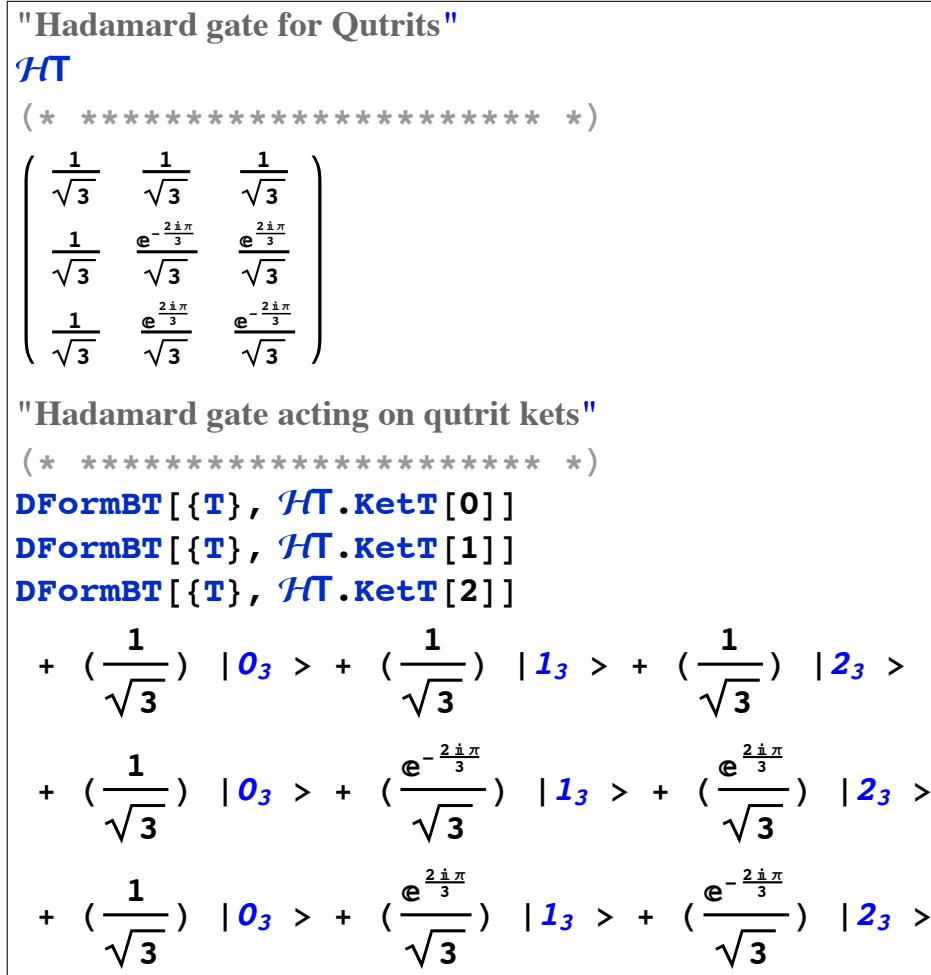 "Hadamard gate for Qutrits"
ℋT
(* ********************** *)
( 1/√3 1/√3 1/√3
1/√3 ⅇ^(-2ⅈπ/3)/√3 ⅇ^(2ⅈπ/3)/√3
1/√3 ⅇ^(2ⅈπ/3)/√3 ⅇ^(-2ⅈπ/3)/√3 )
"Hadamard gate acting on qutrit kets"
(* ********************** *)
DFormBT[{T}, ℋT.KetT[0]]
DFormBT[{T}, ℋT.KetT[1]]
DFormBT[{T}, ℋT.KetT[2]]
+ (1/√3) |0₃ > + (1/√3) |1₃ > + (1/√3) |2₃ >
+ (1/√3) |0₃ > + (ⅇ^(-2ⅈπ/3)/√3) |1₃ > + (ⅇ^(2ⅈπ/3)/√3) |2₃ >
+ (1/√3) |0₃ > + (ⅇ^(2ⅈπ/3)/√3) |1₃ > + (ⅇ^(-2ⅈπ/3)/√3) |2₃ >